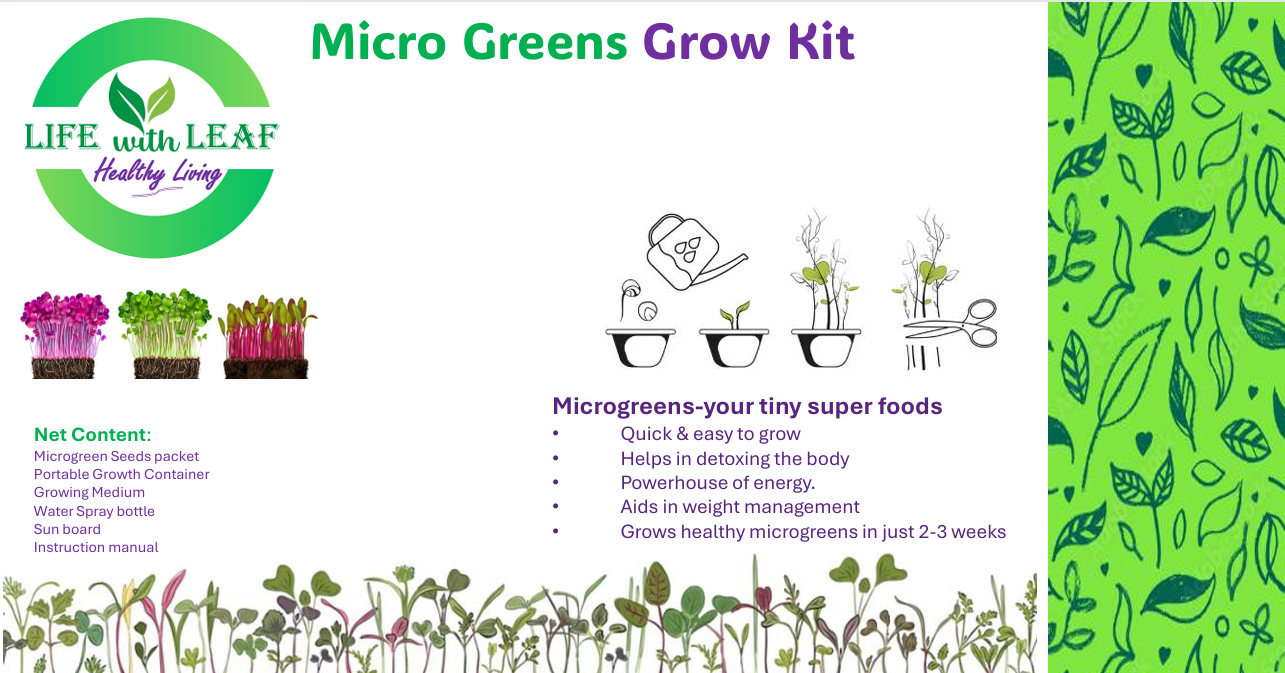 Micro Greens Grow Kit
LIFE with LEAF
Healthy Living
Net Content:
Microgreen Seeds packet
Portable Growth Container
Growing Medium
Water Spray bottle
Sun board
Instruction manual
Microgreens-your tiny super foods
• Quick & easy to grow
• Helps in detoxing the body
• Powerhouse of energy.
• Aids in weight management
• Grows healthy microgreens in just 2-3 weeks